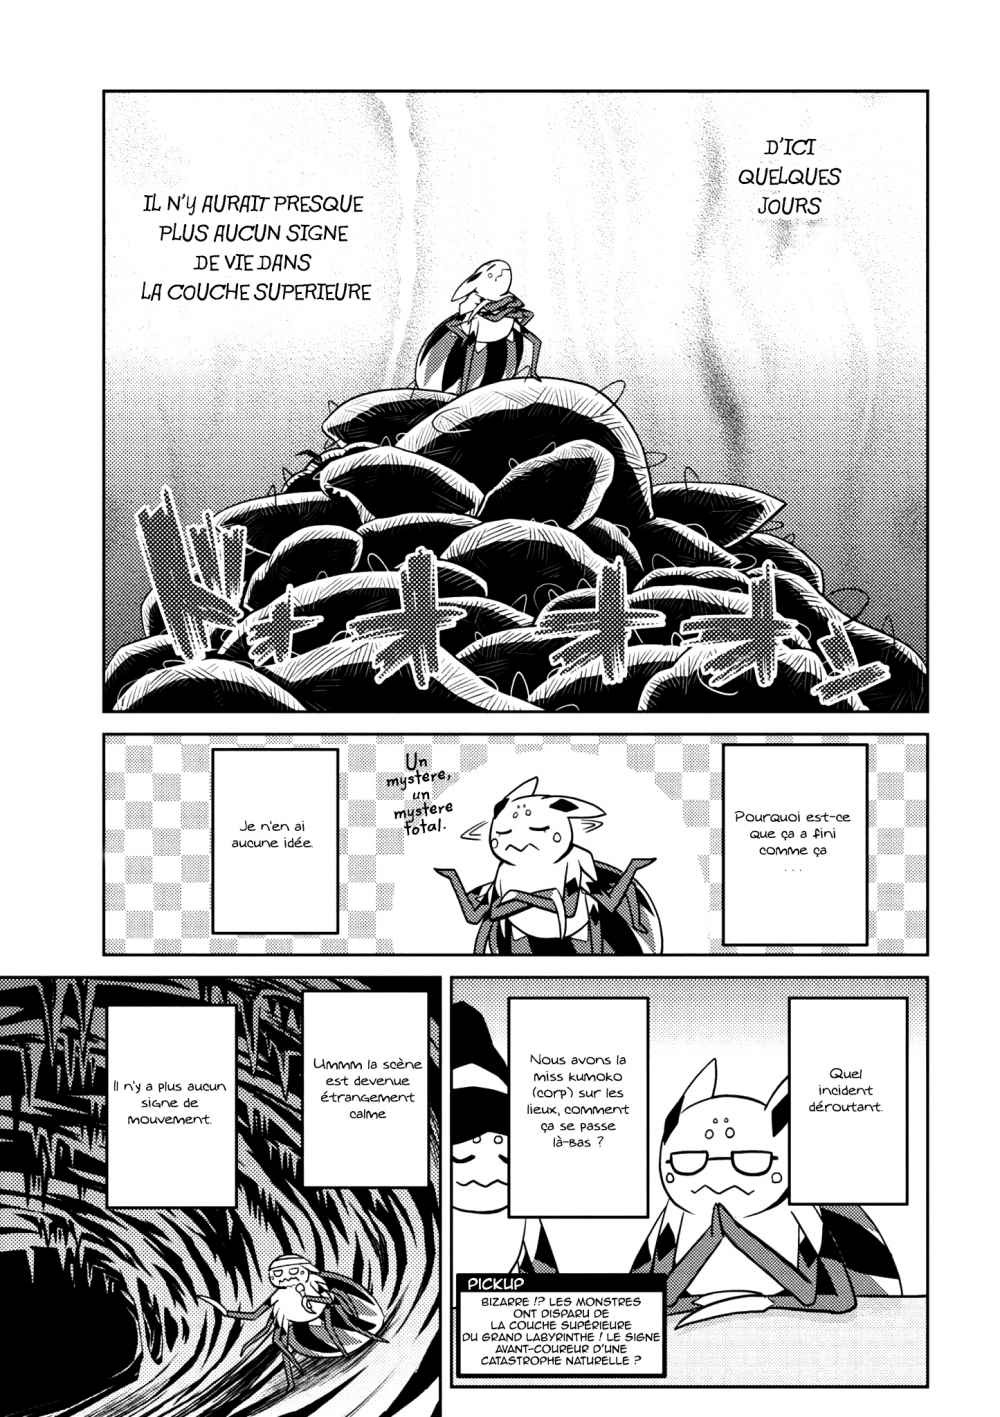 D'ICI
QUELQUES
JOURS
IL N'Y AURAIT PRESQUE
PLUS AUCUN SIGNE
DE VIE DANS
LA COUCHE SUPERIEURE
Pourquoi est-ce
que ça a fini
comme ça
. . .
Un
mystere,
un
mystere
total.
Je n'en ai
aucune idée.
Quel
incident
déroutant.
Nous avons la
miss kumoko
(corp) sur les
lieux, comment
ça se passe
là-bas ?
PICKUP
BIZARRE !? LES MONSTRES
ONT DISPARU DE
LA COUCHE SUPÉRIEURE
DU GRAND LABYRINTHE ! LE SIGNE
AVANT-COUREUR D'UNE
CATASTROPHE NATURELLE ?
Ummm la scène
est devenue
étrangement
calme
Il n'y a plus aucun
signe de
mouvement.